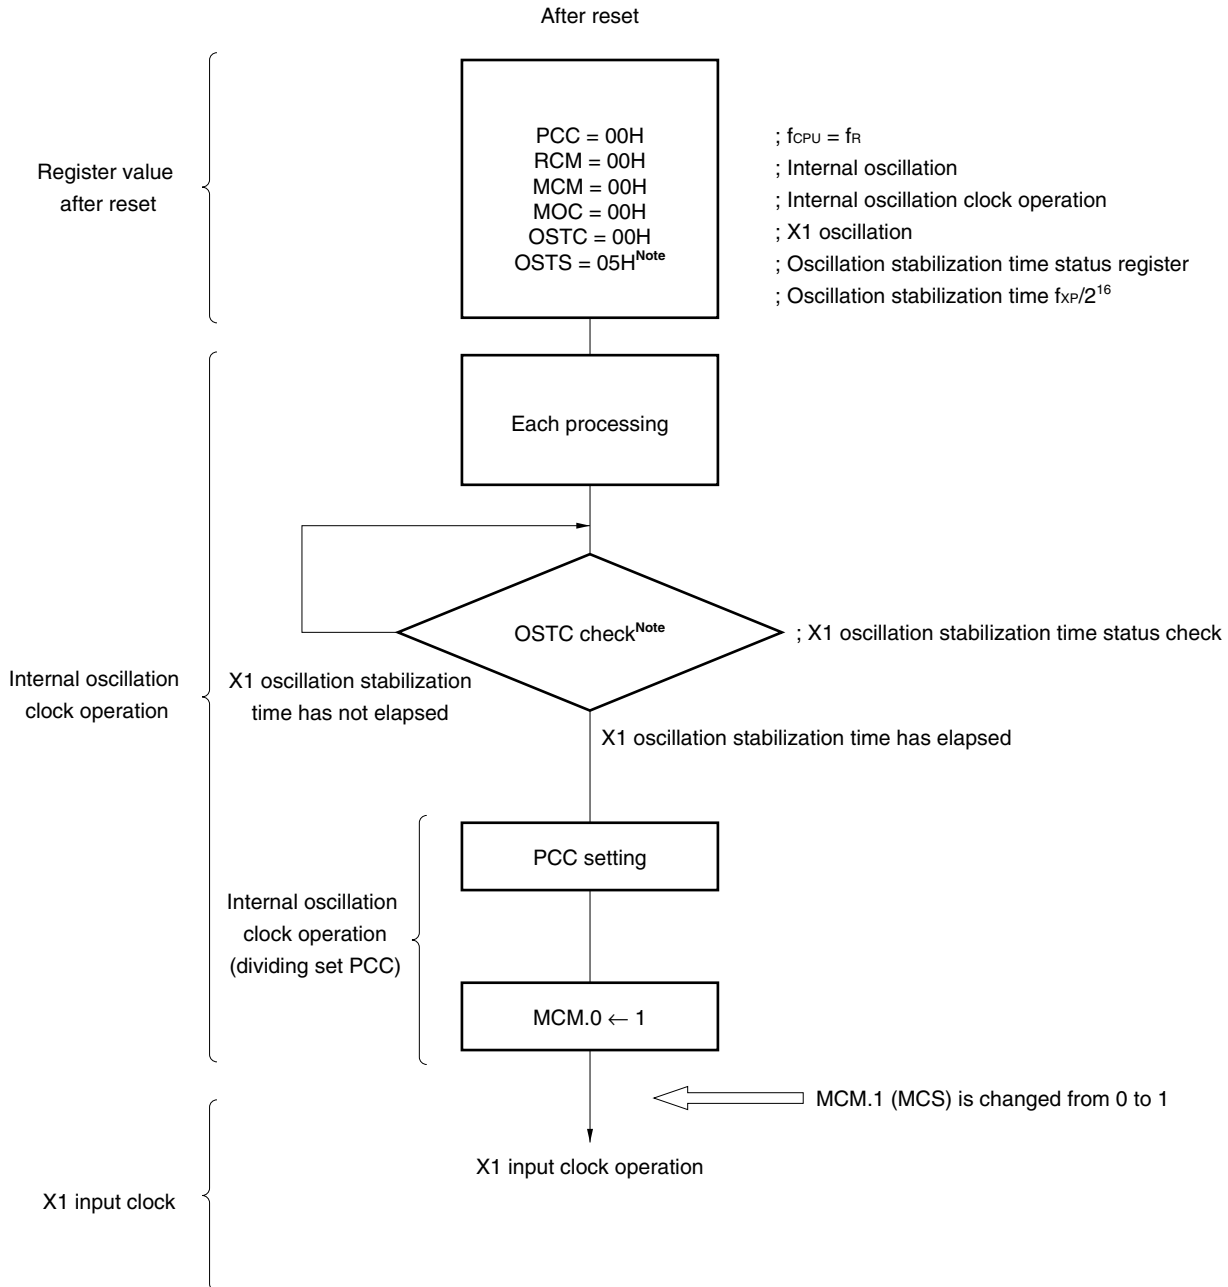 After reset
Register value
after reset
PCC = 00H
RCM = 00H
MCM = 00H
MOC = 00H
OSTC = 00H
OSTS = 05HNote
; fCPU = fR
; Internal oscillation
; Internal oscillation clock operation
; X1 oscillation
; Oscillation stabilization time status register
; Oscillation stabilization time fXP/2^16
Each processing
OSTC checkNote
; X1 oscillation stabilization time status check
Internal oscillation
clock operation
X1 oscillation stabilization
time has not elapsed
X1 oscillation stabilization time has elapsed
PCC setting
Internal oscillation
clock operation
(dividing set PCC)
MCM.0 ← 1
MCM.1 (MCS) is changed from 0 to 1
X1 input clock operation
X1 input clock